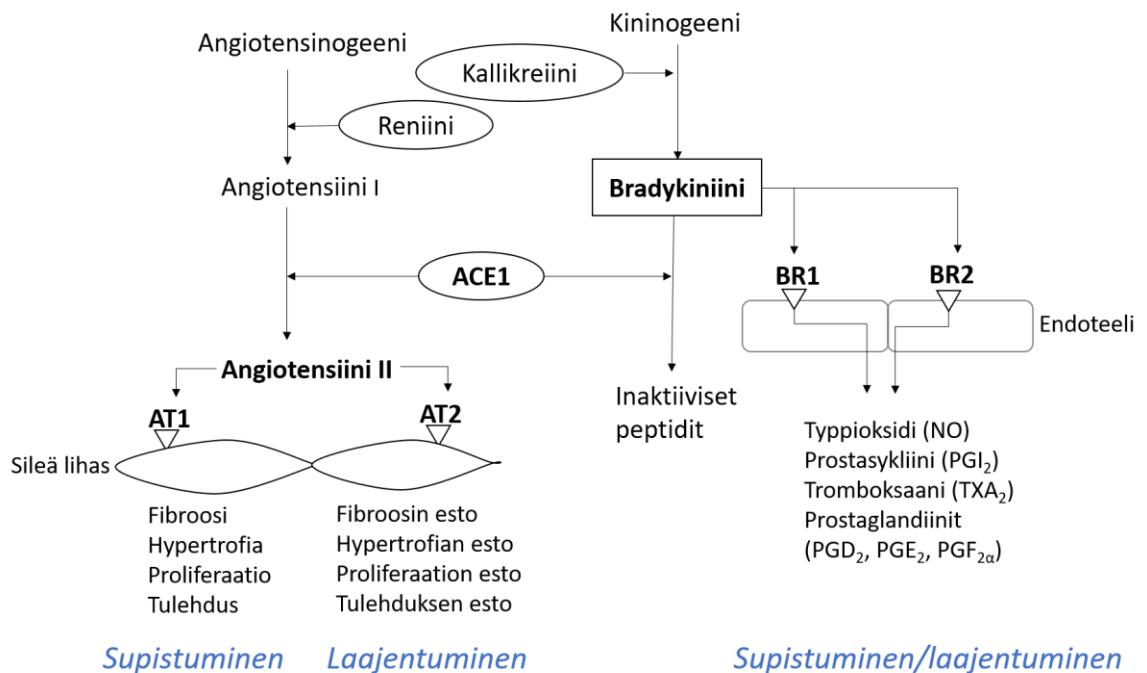 Angiotensinogeeni
Kininogeeni
Kallikreiini
Reniini
Angiotensiini I
Bradykiniini
ACE1
BR1
BR2
Endoteeli
Angiotensiini II
AT1
AT2
Sileä lihas
Inaktiiviset
peptidit
Typpioksidi (NO)
Prostasykliini (PGI₂)
Tromboksaani (TXA₂)
Prostaglandiinit
(PGD₂, PGE₂, PGF₂α)
Fibroosi
Hypertrofia
Proliferaatio
Tulehdus
Fibroosin esto
Hypertrofian esto
Proliferaation esto
Tulehduksen esto
Supistuminen
Laajentuminen
Supistuminen/laajentuminen